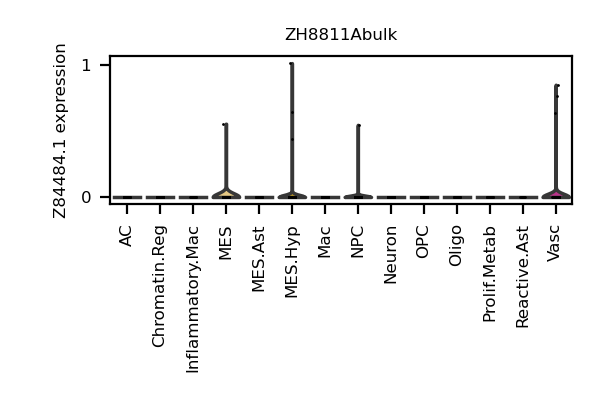 ZH8811Abulk
Z84484.1 expression
1
0
AC
Chromatin.Reg
Inflammatory.Mac
MES
MES.Ast
MES.Hyp
Mac
NPC
Neuron
OPC
Oligo
Prolif.Metab
Reactive.Ast
Vasc